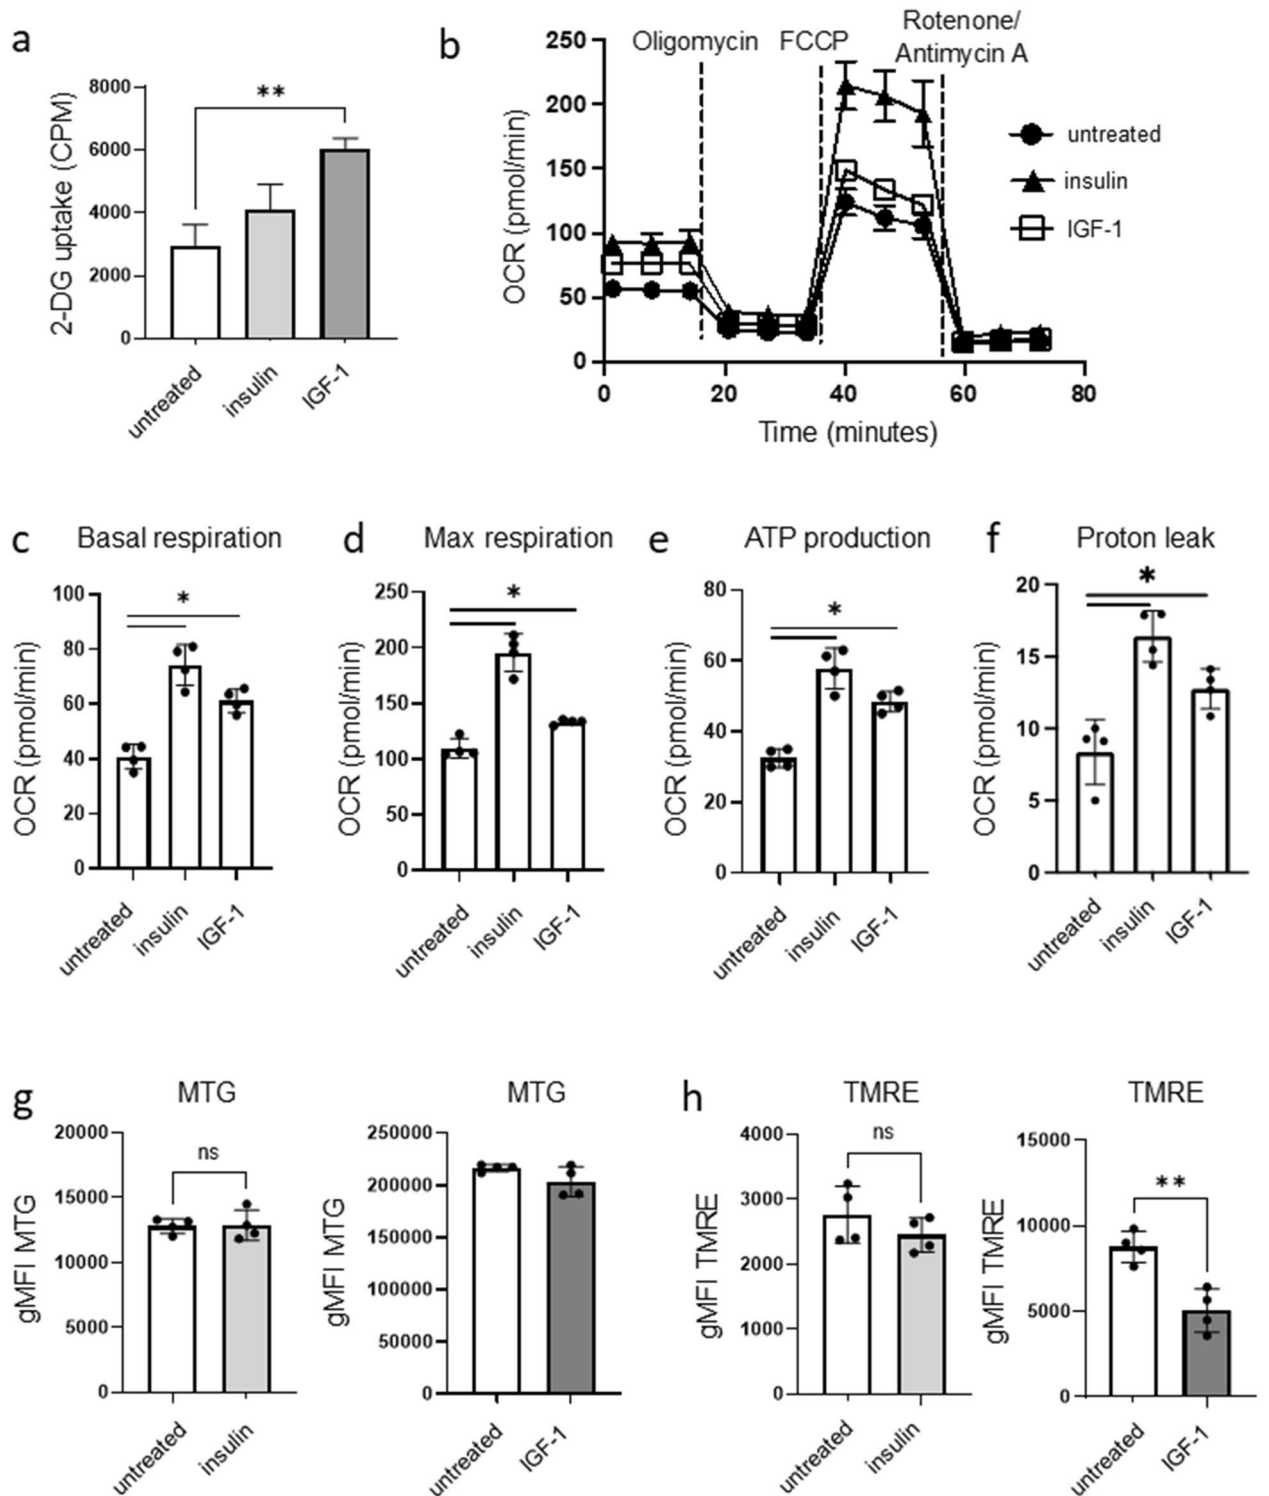 a
8000
6000
4000
2000
0
2-DG uptake (CPM)
**
untreated
insulin
IGF-1
b
250
200
150
100
50
0
OCR (pmol/min)
Oligomycin
FCCP
Rotenone/
Antimycin A
untreated
insulin
IGF-1
0 20 40 60 80
Time (minutes)
c
Basal respiration
100
80
60
40
20
0
OCR (pmol/min)
*
untreated
insulin
IGF-1
d
Max respiration
250
200
150
100
50
0
OCR (pmol/min)
*
untreated
insulin
IGF-1
e
ATP production
80
60
40
20
0
OCR (pmol/min)
*
untreated
insulin
IGF-1
f
Proton leak
20
15
10
5
0
OCR (pmol/min)
*
untreated
insulin
IGF-1
g
MTG
20000
15000
10000
5000
0
gMFI MTG
ns
untreated
insulin
MTG
250000
200000
150000
100000
50000
0
gMFI MTG
untreated
IGF-1
h
TMRE
4000
3000
2000
1000
0
gMFI TMRE
ns
untreated
insulin
TMRE
15000
10000
5000
0
gMFI TMRE
**
untreated
IGF-1